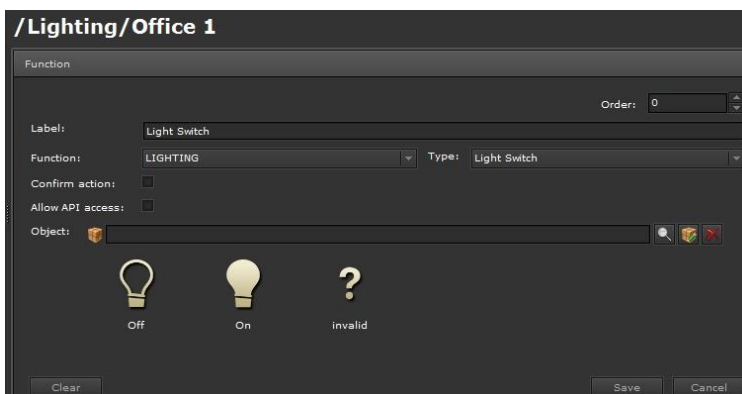 /Lighting/Office 1
Function
Order: 0
Label: Light Switch
Function: LIGHTING Type: Light Switch
Confirm action:
Allow API access:
Object:
?
Off On invalid
Clear Save Cancel